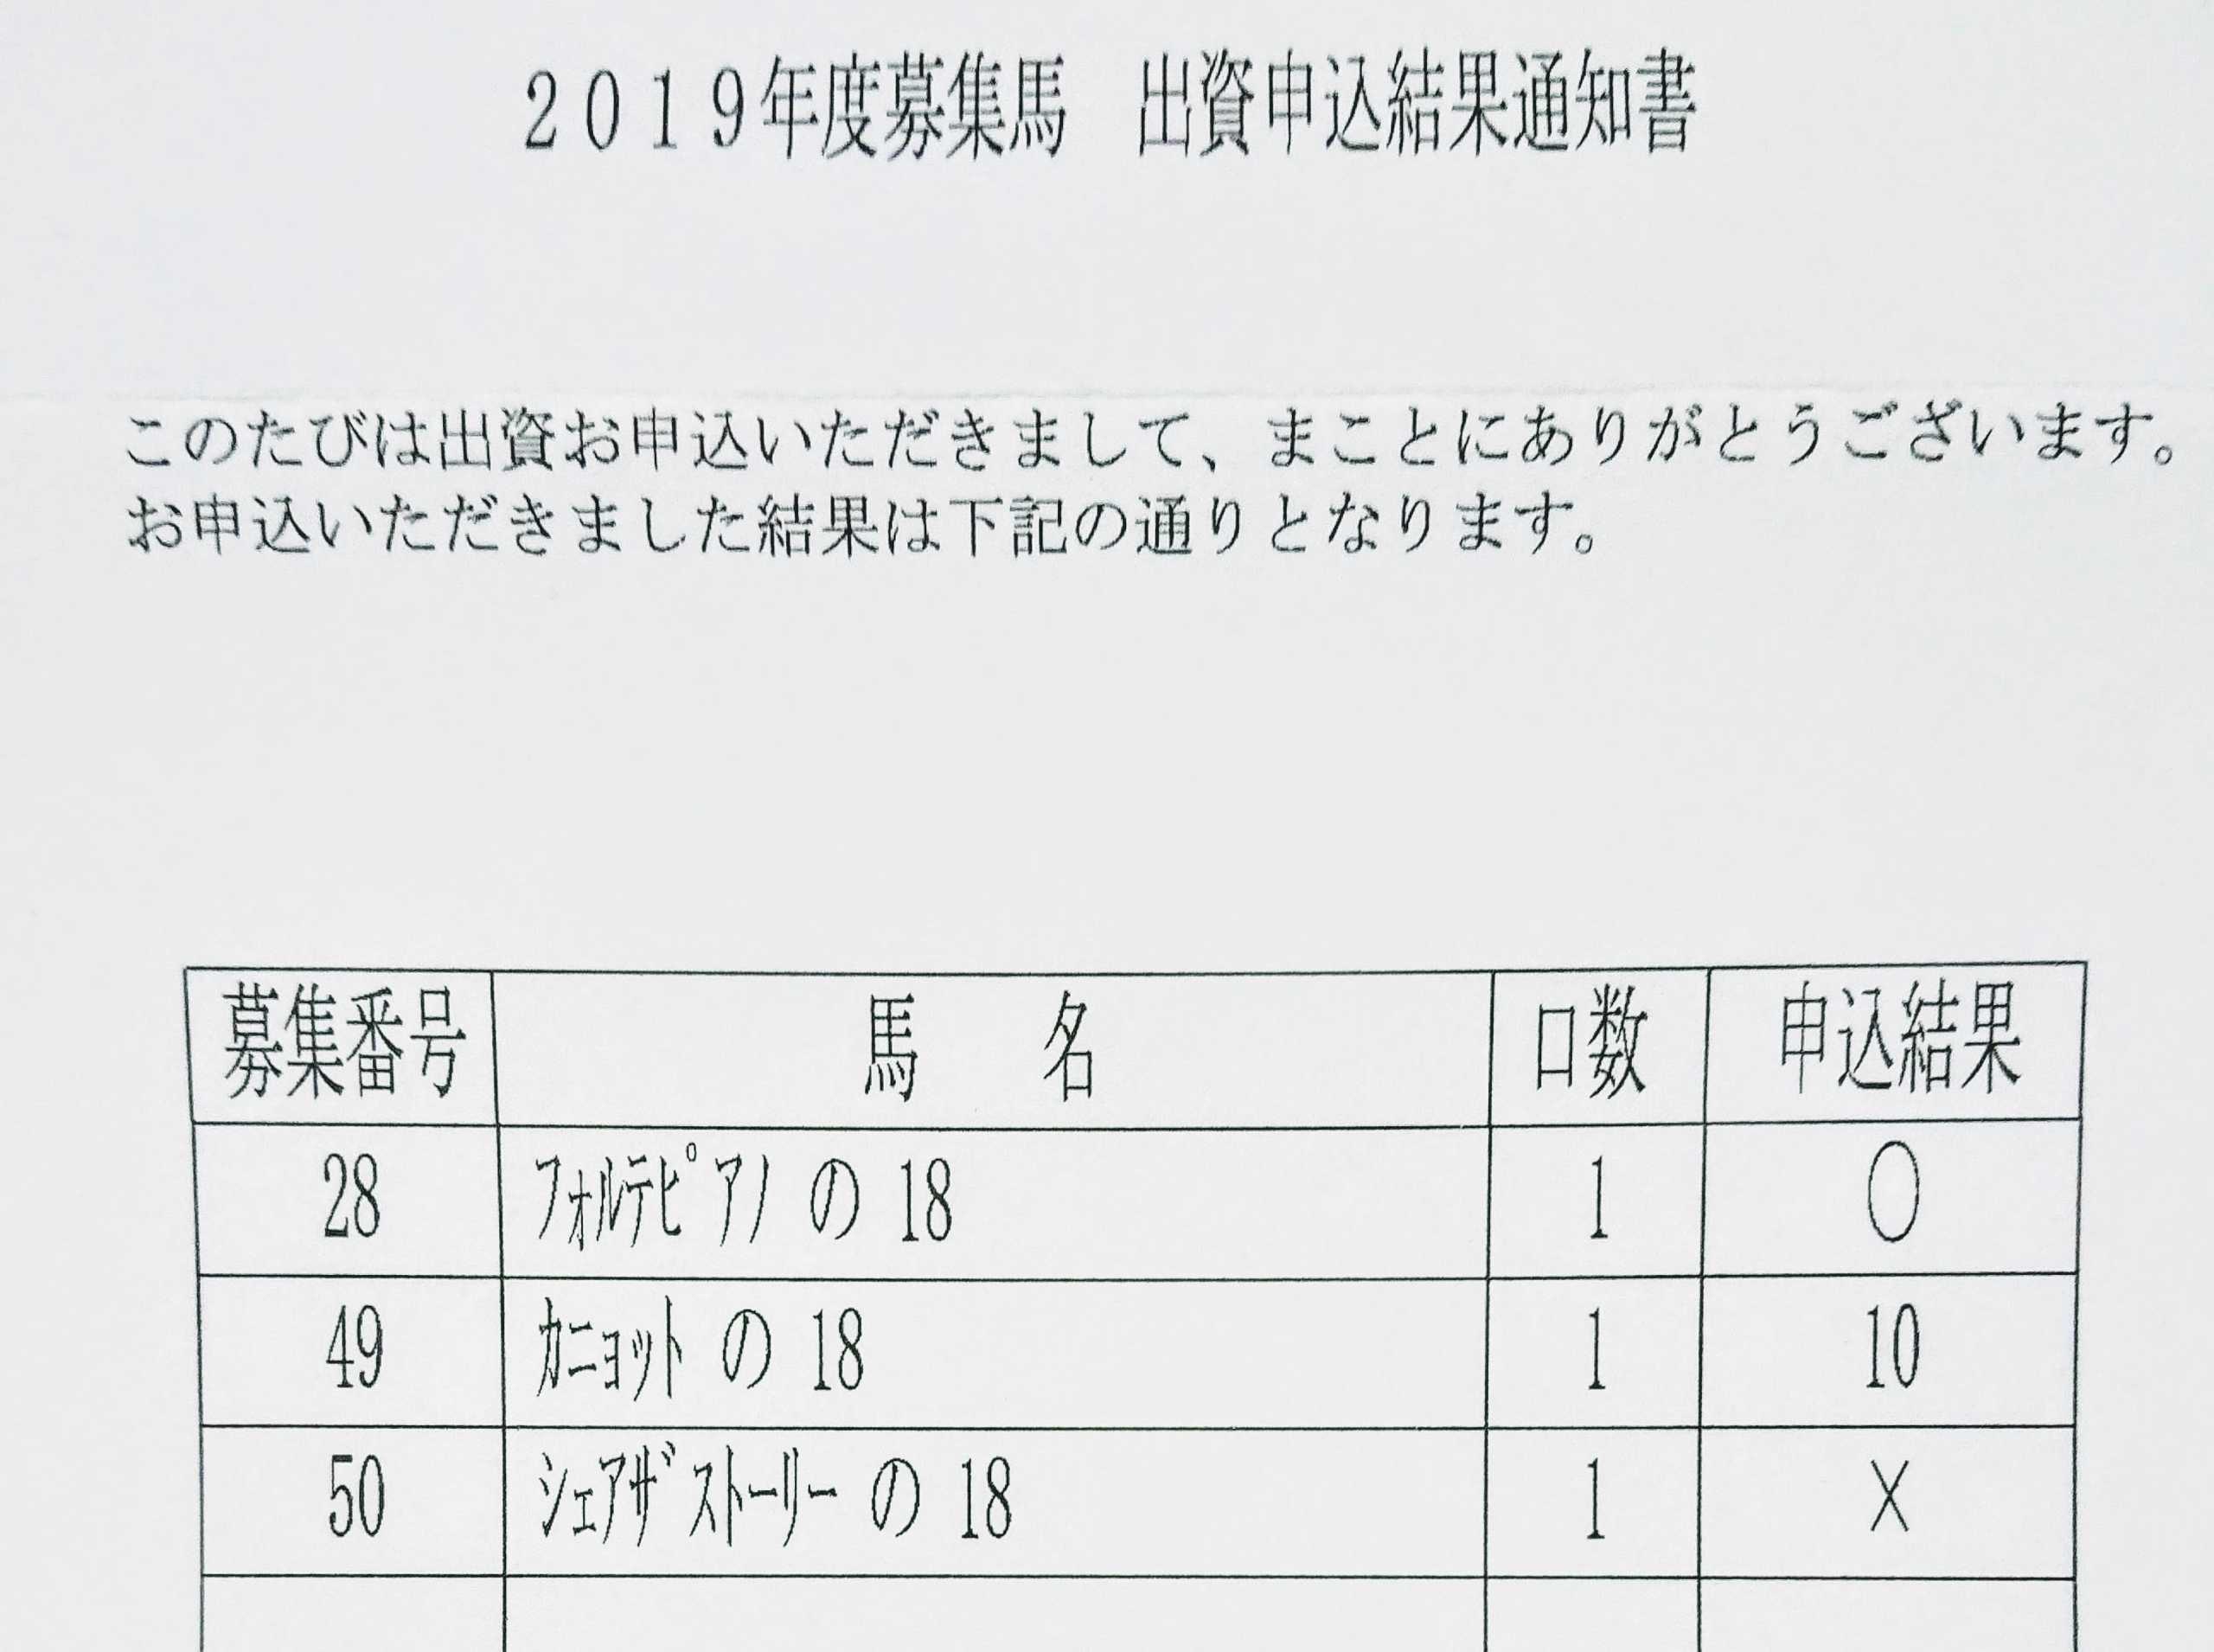 ２０１９年度募集馬　出資申込結果通知書
このたびは出資お申込いただきまして、まことにありがとうございます。
お申込いただきました結果は下記の通りとなります。
募集番号 馬　名 口数 申込結果
28 ﾌｫﾙﾃﾋﾟｱﾉ の 18 1 ○
49 ｶﾆｮｯﾄ の 18 1 10
50 ｼｪｱｻﾞｽﾄｰﾘｰ の 18 1 ×